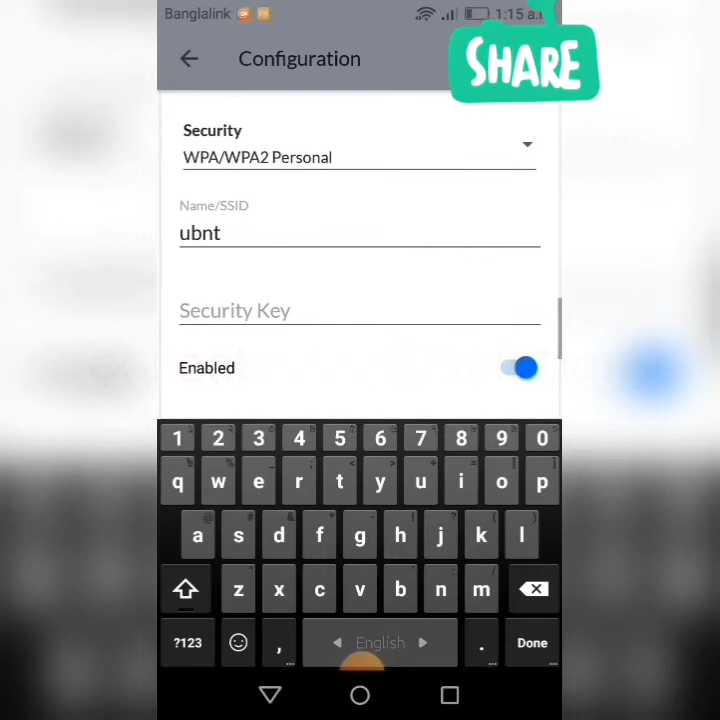 Banglalink 1:15 a.
Configuration
SHARE
Security
WPA/WPA2 Personal
Name/SSID
ubnt
Security Key
Enabled
1 2 3 4 5 6 7 8 9 0
q w e r t y u i o p
a s d f g h j k l
z x c v b n m
?123 , English . Done